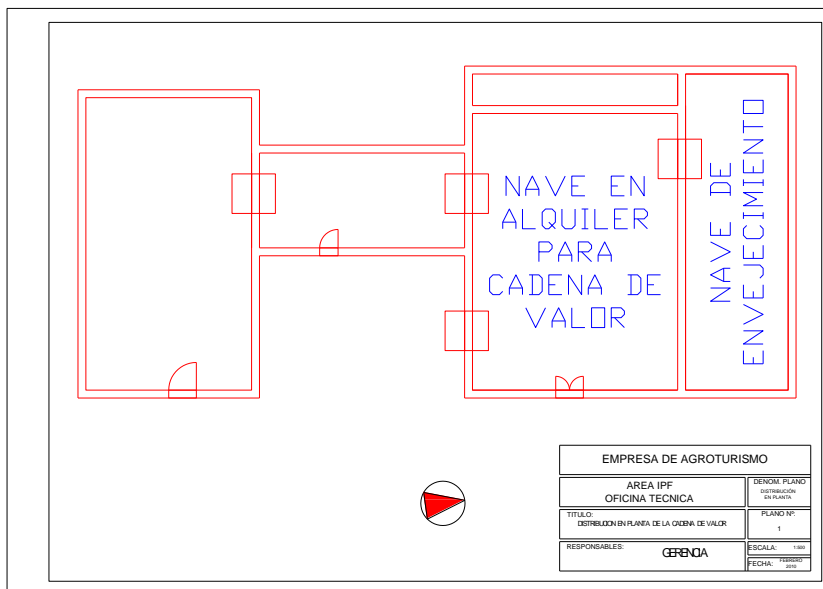 NAVE EN
ALQUILER
PARA
CADENA DE
VALOR
NAVE DE
ENVEJECIMIENTO
EMPRESA DE AGROTURISMO
AREA IPF
OFICINA TECNICA
DENOM. PLANO
DISTRIBUCIÓN
EN PLANTA
TITULO:
DISTRIBUCION EN PLANTA DE LA CADENA DE VALOR
PLANO Nº:
1
RESPONSABLES:
GERENCIA
ESCALA: 1:500
FECHA: FEBRERO
2010